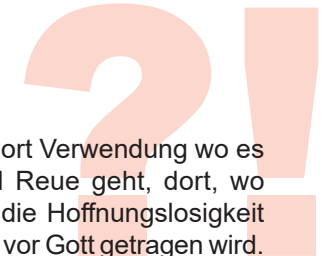 ?!
ort Verwendung wo es
Reue geht, dort, wo
die Hoffnungslosigkeit
vor Gott getragen wird.